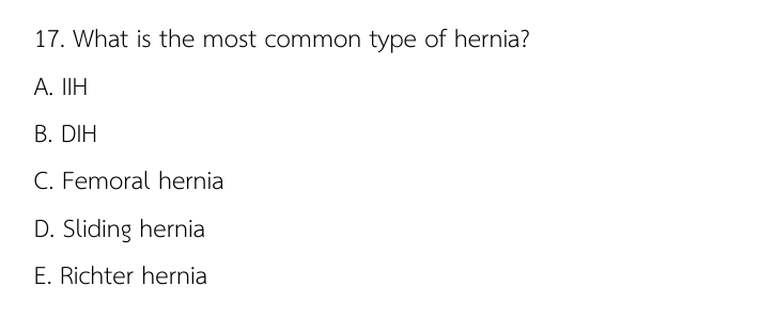 17. What is the most common type of hernia?
A. IIH
B. DIH
C. Femoral hernia
D. Sliding hernia
E. Richter hernia